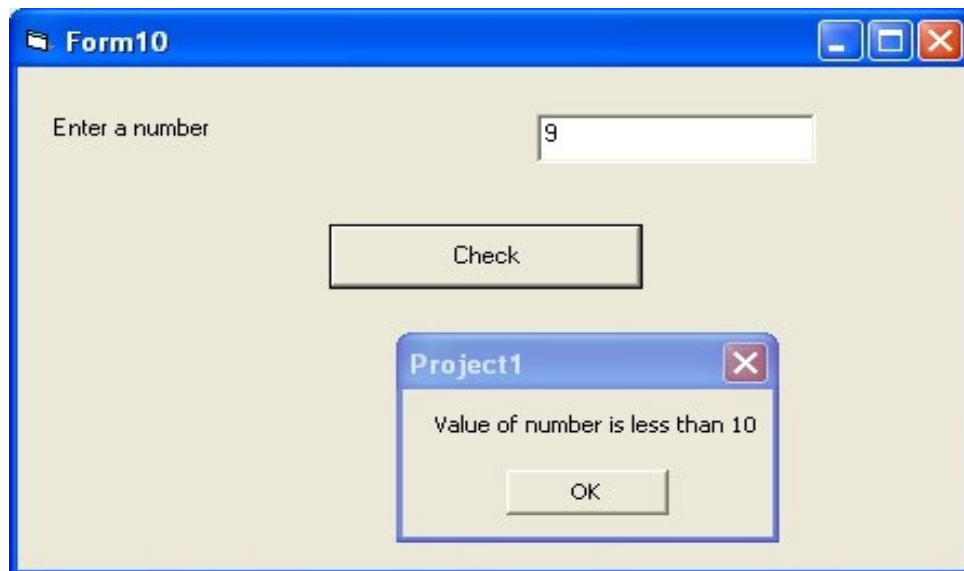 Form10
Enter a number
9
Check
Project1
Value of number is less than 10
OK